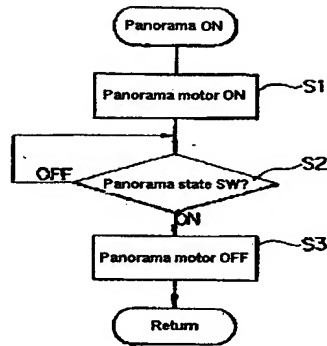 Panorama ON
Panorama motor ON
S1
Panorama state SW?
S2
OFF
ON
Panorama motor OFF
S3
Return